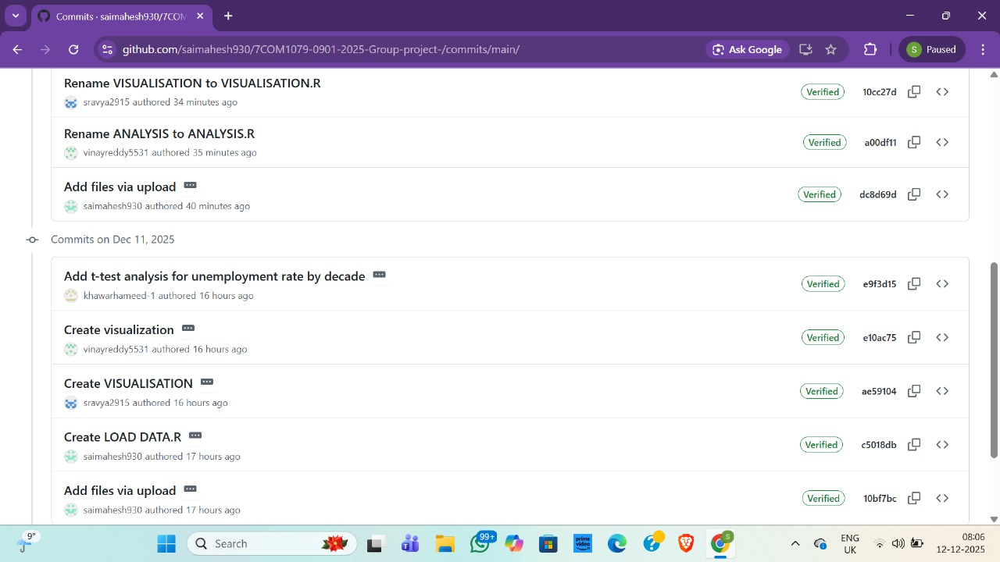 Commits · saimahesh930/7COM
github.com/saimahesh930/7COM1079-0901-2025-Group-project-/commits/main/
Ask Google
S
Paused
Rename VISUALISATION to VISUALISATION.R
sravya2915 authored 34 minutes ago
Verified
10cc27d
Rename ANALYSIS to ANALYSIS.R
vinayreddy5531 authored 35 minutes ago
Verified
a00df11
Add files via upload
saimahesh930 authored 40 minutes ago
Verified
dc8d69d
Commits on Dec 11, 2025
Add t-test analysis for unemployment rate by decade
khawarhameed-1 authored 16 hours ago
Verified
e9f3d15
Create visualization
vinayreddy5531 authored 16 hours ago
Verified
e10ac75
Create VISUALISATION
sravya2915 authored 16 hours ago
Verified
ae59104
Create LOAD DATA.R
saimahesh930 authored 17 hours ago
Verified
c5018db
Add files via upload
saimahesh930 authored 17 hours ago
Verified
10bf7bc
9°
Search
99+
prime video
S
ENG
UK
08:06
12-12-2025